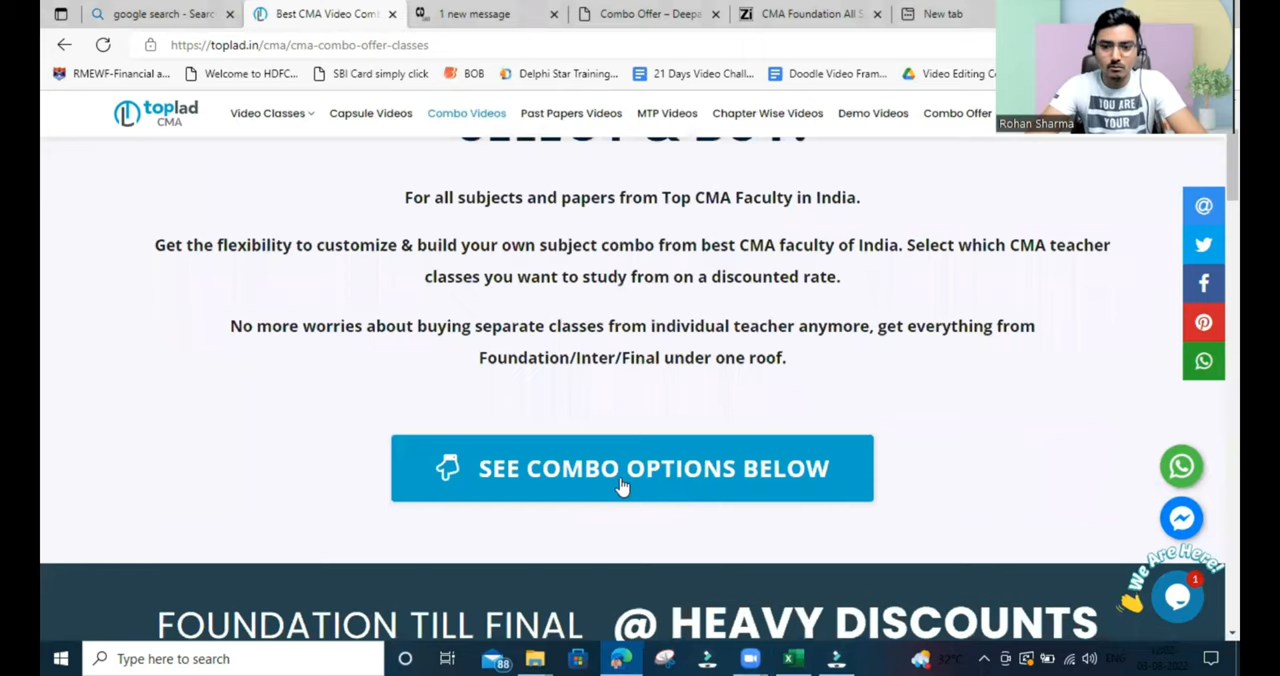 google search - Searc
Best CMA Video Com
1 new message
Combo Offer – Deepa
CMA Foundation All S
New tab
https://toplad.in/cma/cma-combo-offer-classes
RMEWF-Financial a...
Welcome to HDFC...
SBI Card simply click
BOB
Delphi Star Training...
21 Days Video Chall...
Doodle Video Fram...
Video Editing C
toplad
CMA
Video Classes
Capsule Videos
Combo Videos
Past Papers Videos
MTP Videos
Chapter Wise Videos
Demo Videos
Combo Offer
YOU ARE
YOUR
Rohan Sharma
SELECT & BUY!
For all subjects and papers from Top CMA Faculty in India.
Get the flexibility to customize & build your own subject combo from best CMA faculty of India. Select which CMA teacher
classes you want to study from on a discounted rate.
No more worries about buying separate classes from individual teacher anymore, get everything from
Foundation/Inter/Final under one roof.
SEE COMBO OPTIONS BELOW
We Are Here!
1
FOUNDATION TILL FINAL @ HEAVY DISCOUNTS
Type here to search
88
32°C
ENG
03-08-2022